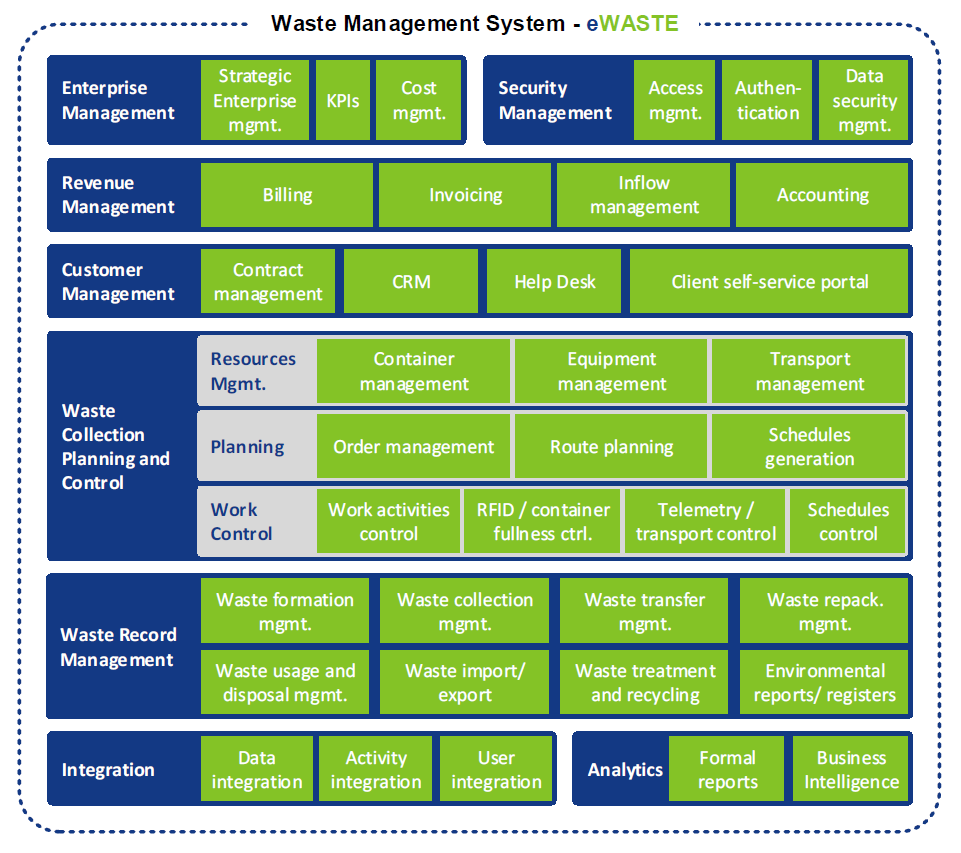 Waste Management System - eWASTE
Enterprise
Management
Strategic
Enterprise
mgmt.
KPIs
Cost
mgmt.
Security
Management
Access
mgmt.
Authen-
tication
Data
security
mgmt.
Revenue
Management
Billing
Invoicing
Inflow
management
Accounting
Customer
Management
Contract
management
CRM
Help Desk
Client self-service portal
Waste
Collection
Planning and
Control
Resources
Mgmt.
Container
management
Equipment
management
Transport
management
Planning
Order management
Route planning
Schedules
generation
Work
Control
Work activities
control
RFID / container
fullness ctrl.
Telemetry /
transport control
Schedules
control
Waste Record
Management
Waste formation
mgmt.
Waste collection
mgmt.
Waste transfer
mgmt.
Waste repack.
mgmt.
Waste usage and
disposal mgmt.
Waste import/
export
Waste treatment
and recycling
Environmental
reports/ registers
Integration
Data
integration
Activity
integration
User
integration
Analytics
Formal
reports
Business
Intelligence